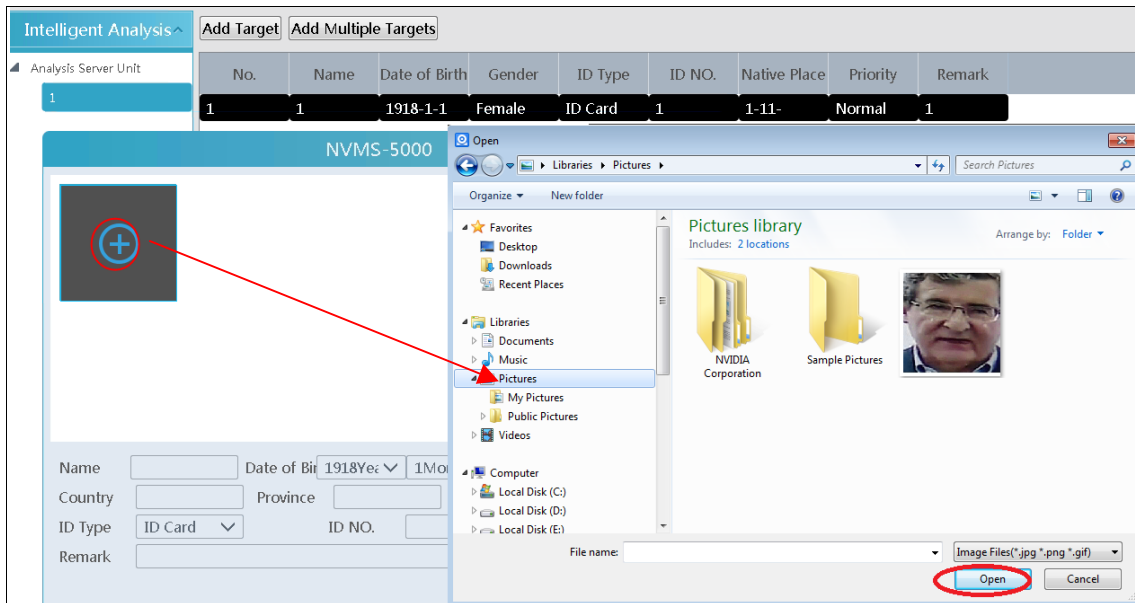 Intelligent Analysis
Add Target Add Multiple Targets
Analysis Server Unit
1
No. Name Date of Birth Gender ID Type ID NO. Native Place Priority Remark
1 1 1918-1-1 Female ID Card 1 1-11- Normal 1
NVMS-5000
Open
Libraries Pictures
Search Pictures
Organize New folder
Favorites
Desktop
Downloads
Recent Places
Libraries
Documents
Music
Pictures
My Pictures
Public Pictures
Videos
Computer
Local Disk (C:)
Local Disk (D:)
Local Disk (E:)
Pictures library
Includes: 2 locations
Arrange by: Folder
NVIDIA
Corporation
Sample Pictures
File name:
Image Files(*.jpg *.png *.gif)
Open Cancel
Name Date of Bir 1918Yea 1Mo
Country Province
ID Type ID Card ID NO.
Remark